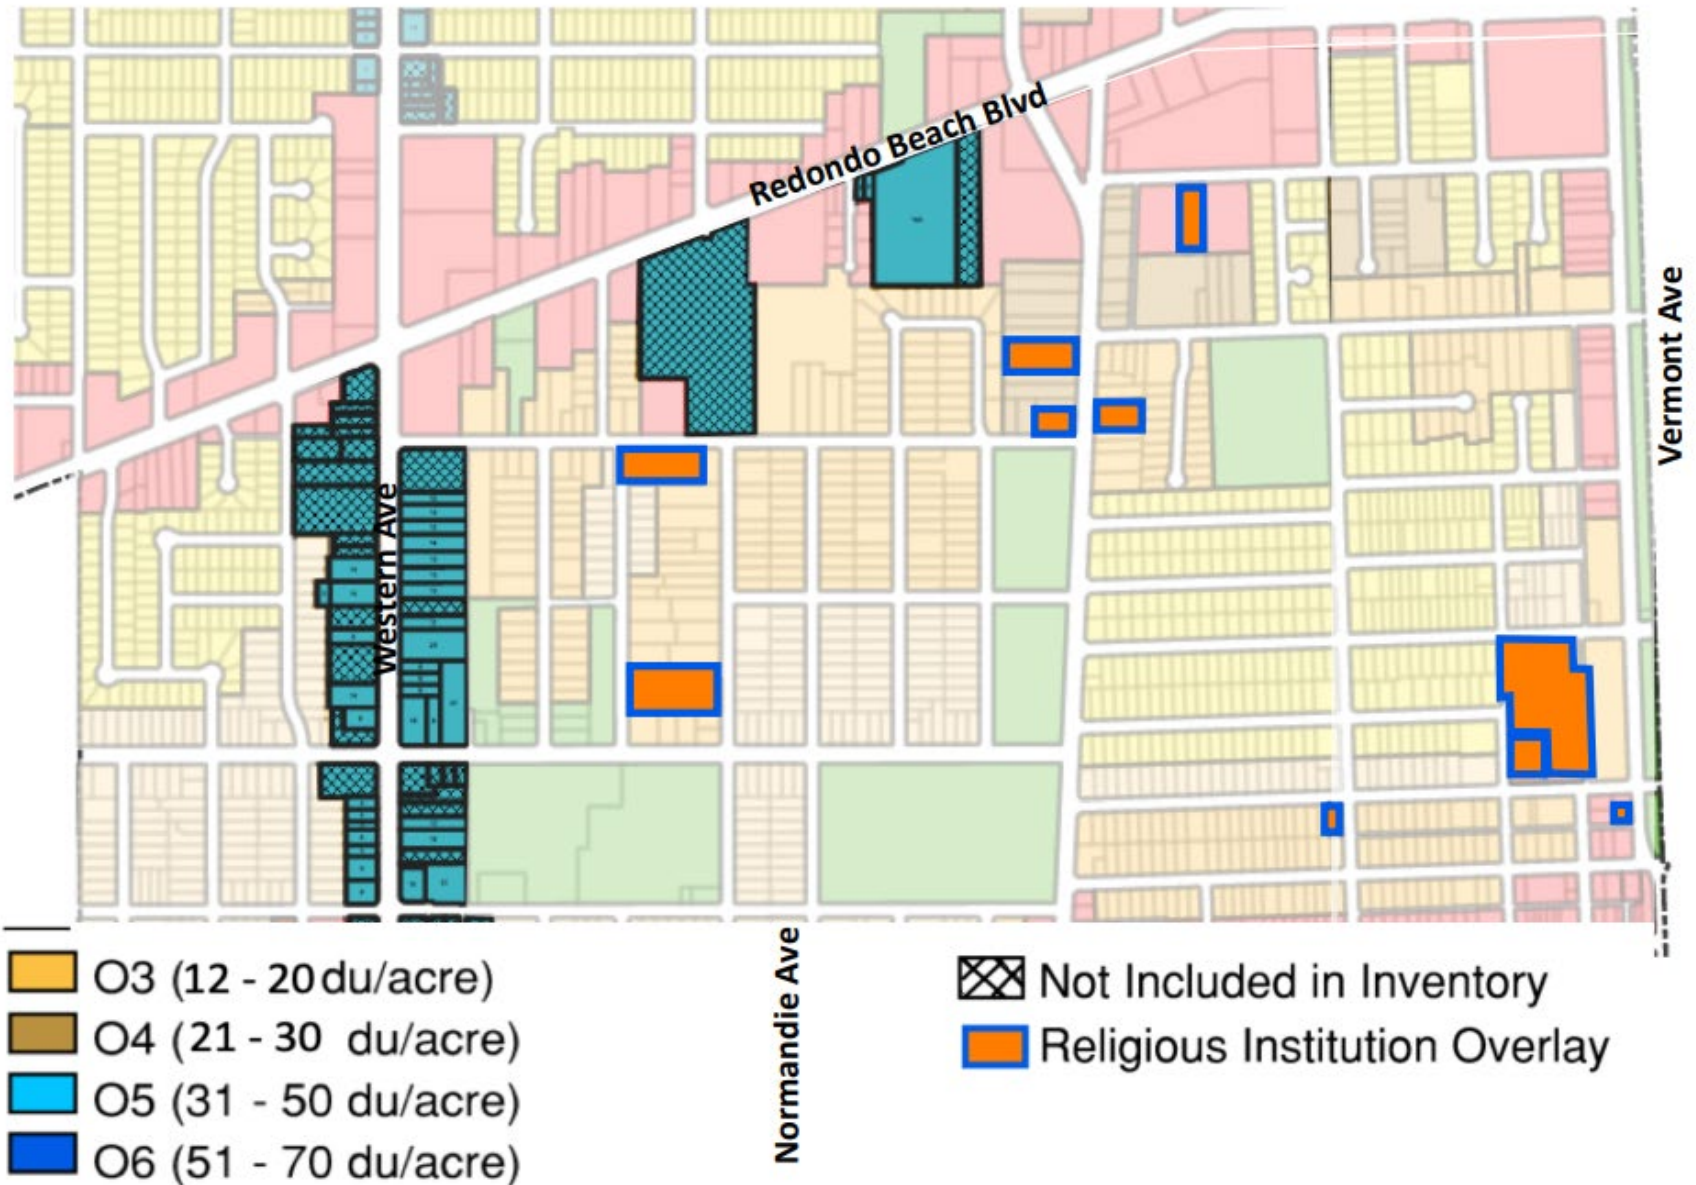 Redondo Beach Blvd
Western Ave
Vermont Ave
Normandie Ave
O3 (12 - 20 du/acre)
O4 (21 - 30 du/acre)
O5 (31 - 50 du/acre)
O6 (51 - 70 du/acre)
Not Included in Inventory
Religious Institution Overlay